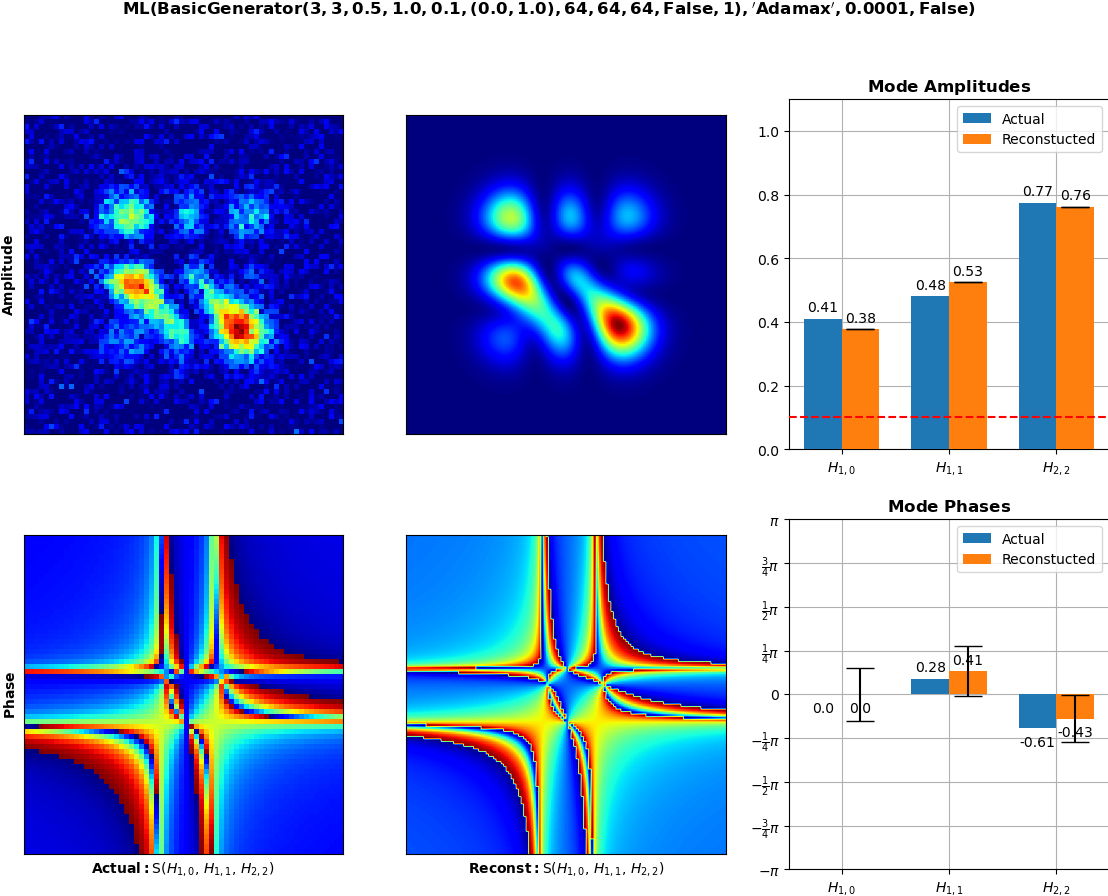 ML(BasicGenerator(3, 3, 0.5, 1.0, 0.1, (0.0, 1.0), 64, 64, 64, False, 1), ′Adamax′, 0.0001, False)
Amplitude
Mode Amplitudes
Actual
Reconstucted
1.0
0.8
0.6
0.4
0.2
0.0
0.41
0.38
0.48
0.53
0.77
0.76
H1,0
H1,1
H2,2
Phase
Actual: S(H1,0, H1,1, H2,2)
Reconst: S(H1,0, H1,1, H2,2)
Mode Phases
Actual
Reconstucted
π
3/4π
1/2π
1/4π
0
−1/4π
−1/2π
−3/4π
−π
0.0
0.0
0.28
0.41
-0.61
-0.43
H1,0
H1,1
H2,2